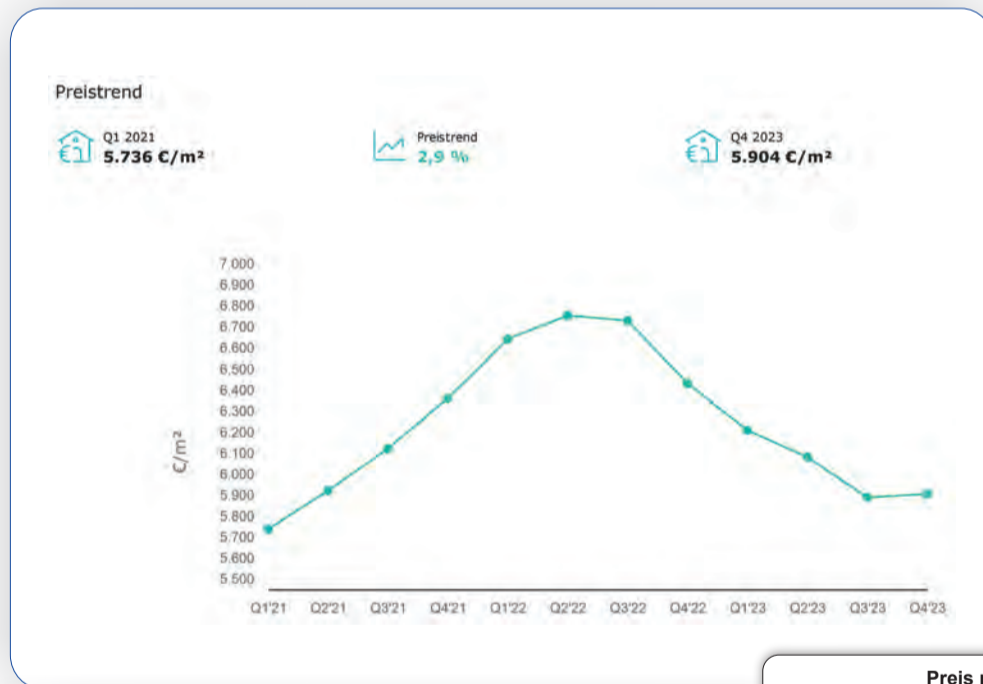 Preistrend
Q1 2021
5.736 €/m²
Preistrend
2,9 %
Q4 2023
5.904 €/m²
7.000
6.900
6.800
6.700
6.600
6.500
6.400
6.300
6.200
6.100
6.000
5.900
5.800
5.700
5.600
5.500
€/m²
Q1'21 Q2'21 Q3'21 Q4'21 Q1'22 Q2'22 Q3'22 Q4'22 Q1'23 Q2'23 Q3'23 Q4'23
Preis